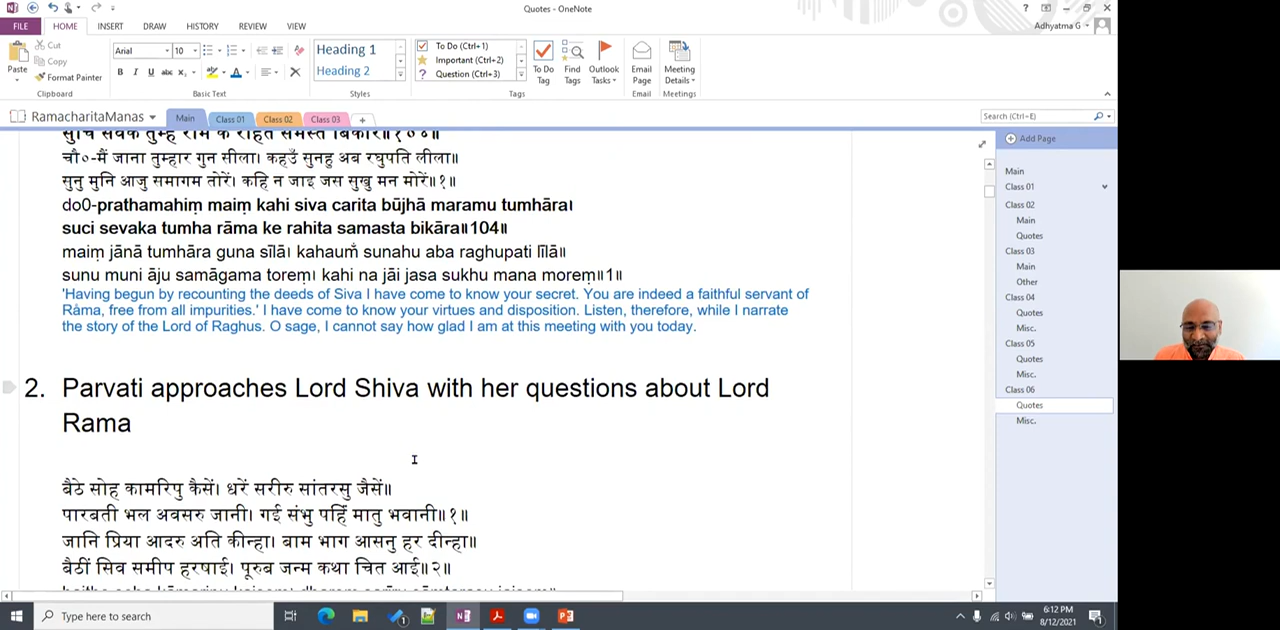 Quotes - OneNote
FILE HOME INSERT DRAW HISTORY REVIEW VIEW
Adhyatma G
Paste
Cut
Copy
Format Painter
Clipboard
Arial 10
B I U abc
Basic Text
Heading 1
Heading 2
Styles
To Do (Ctrl+1)
Important (Ctrl+2)
Question (Ctrl+3)
To Do Tag
Find Tags
Outlook Tasks
Tags
Email Page
Email
Meeting Details
Meetings
RamacharitaManas Main Class 01 Class 02 Class 03
Search (Ctrl+E)
सुचि सेवक तुम्ह राम के रहित समस्त बिकार॥१०४॥
चौ०-मैं जाना तुम्हार गुन सीला। कहउँ सुनहु अब रघुपति लीला॥
सुनु मुनि आजु समागम तोरें। कहि न जाइ जस सुखु मन मोरें॥१॥
do0-prathamahiṃ maiṃ kahi siva carita būjhā maramu tumhāra।
suci sevaka tumha rāma ke rahita samasta bikāra॥104॥
maiṃ jānā tumhāra guna sīlā। kahaum̐ sunahu aba raghupati līlā॥
sunu muni āju samāgama toreṃ। kahi na jāi jasa sukhu mana moreṃ॥1॥
'Having begun by recounting the deeds of Siva I have come to know your secret. You are indeed a faithful servant of
Rāma, free from all impurities.' I have come to know your virtues and disposition. Listen, therefore, while I narrate
the story of the Lord of Raghus. O sage, I cannot say how glad I am at this meeting with you today.
2. Parvati approaches Lord Shiva with her questions about Lord
Rama
बैठे सोह कामरिपु कैसें। धरें सरीरु सांतरसु जैसें॥
पारबती भल अवसरु जानी। गई संभु पहिं मातु भवानी॥१॥
जानि प्रिया आदरु अति कीन्हा। बाम भाग आसनु हर दीन्हा॥
बैठीं सिव समीप हरषाई। पूरुब जन्म कथा चित आई॥२॥
Add Page
Main
Class 01
Class 02
Main
Quotes
Class 03
Main
Other
Class 04
Quotes
Misc.
Class 05
Quotes
Misc.
Class 06
Quotes
Misc.
Type here to search
6:12 PM
8/12/2021